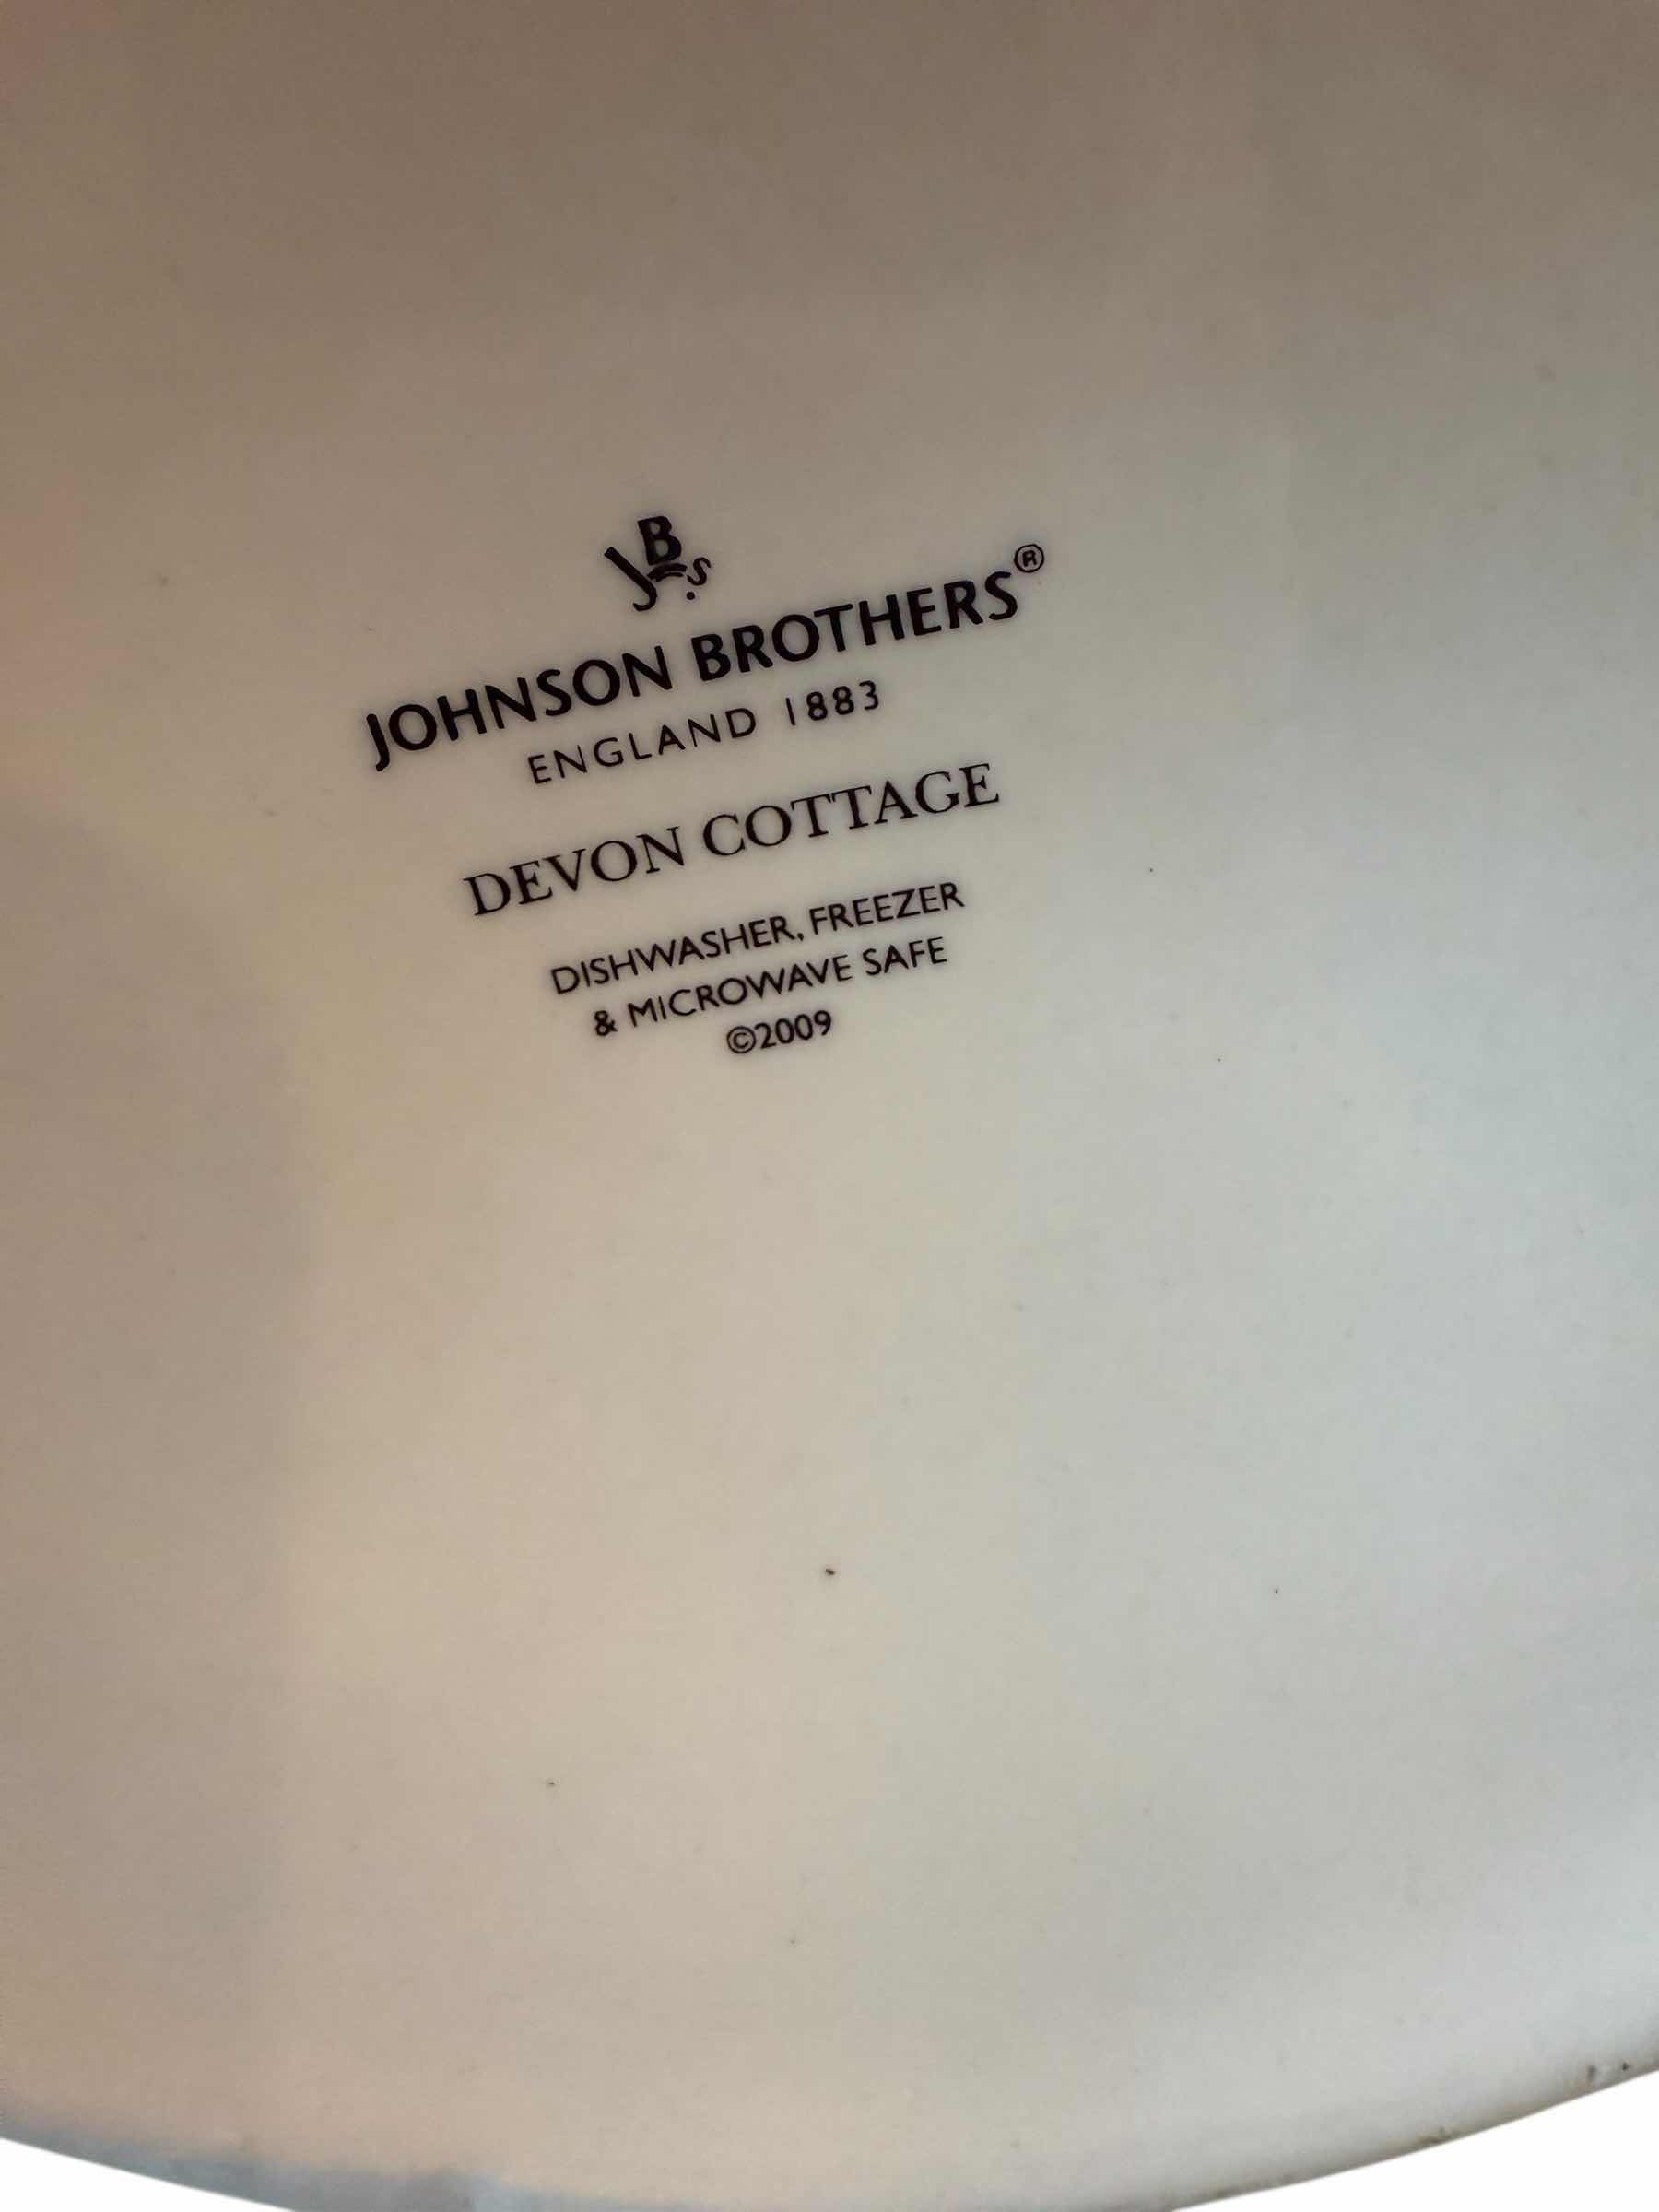 JBS
JOHNSON BROTHERS®
ENGLAND 1883
DEVON COTTAGE
DISHWASHER, FREEZER
& MICROWAVE SAFE
©2009